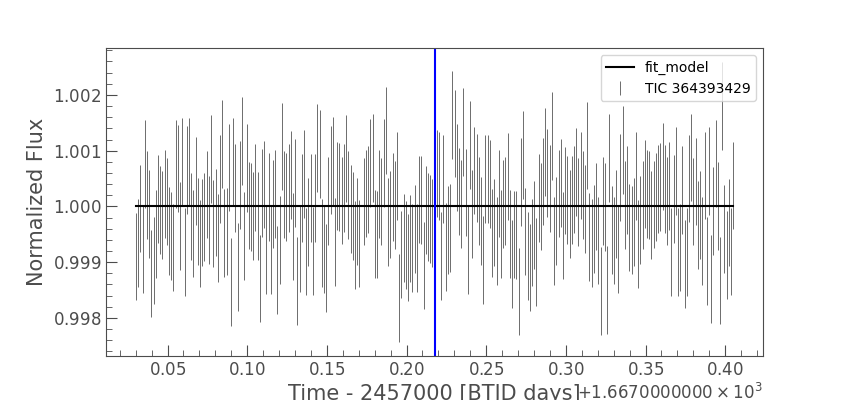 fit_model
TIC 364393429
Normalized Flux
1.002
1.001
1.000
0.999
0.998
0.05 0.10 0.15 0.20 0.25 0.30 0.35 0.40
Time - 2457000 [BTJD days]
+1.6670000000 × 10³